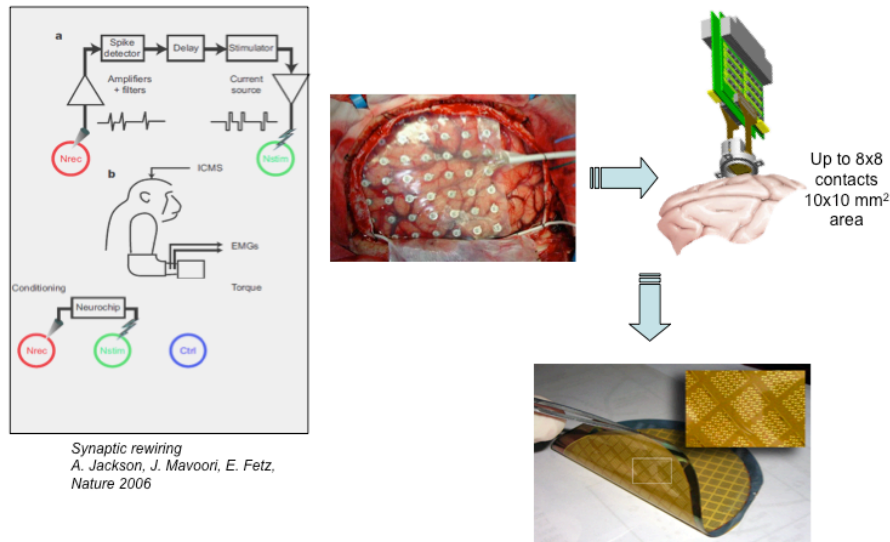 a
Spike
detector
Delay
Stimulator
Amplifiers
+ filters
Current
source
Nrec
Nstim
b
ICMS
EMGs
Conditioning
Torque
Neurochip
Nrec
Nstim
Ctrl
Synaptic rewiring
A. Jackson, J. Mavoori, E. Fetz,
Nature 2006
Up to 8x8
contacts
10x10 mm²
area